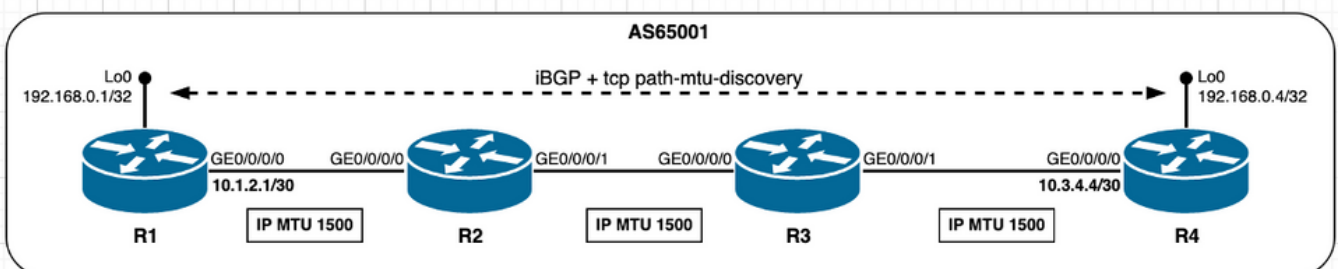 AS65001
Lo0
192.168.0.1/32
iBGP + tcp path-mtu-discovery
Lo0
192.168.0.4/32
GE0/0/0/0
GE0/0/0/0
GE0/0/0/1
GE0/0/0/0
GE0/0/0/1
GE0/0/0/0
10.1.2.1/30
10.3.4.4/30
IP MTU 1500
IP MTU 1500
IP MTU 1500
R1
R2
R3
R4